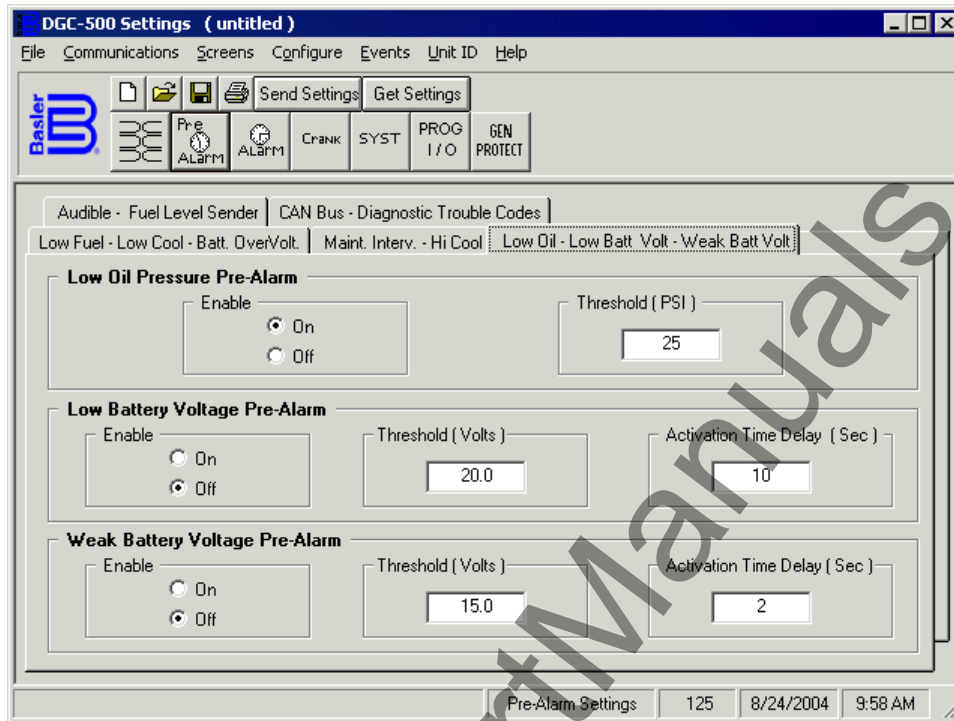 DGC-500 Settings ( untitled )
File Communications Screens Configure Events Unit ID Help
Basler
Send Settings Get Settings
Pre ALarm
ALarm
Crank
SYST
PROG I/O
GEN PROTECT
Audible - Fuel Level Sender
CAN Bus - Diagnostic Trouble Codes
Low Fuel - Low Cool - Batt. OverVolt.
Maint. Interv. - Hi Cool
Low Oil - Low Batt Volt - Weak Batt Volt
Low Oil Pressure Pre-Alarm
Enable
On
Off
Threshold ( PSI )
25
Low Battery Voltage Pre-Alarm
Enable
On
Off
Threshold ( Volts )
20.0
Activation Time Delay ( Sec )
10
Weak Battery Voltage Pre-Alarm
Enable
On
Off
Threshold ( Volts )
15.0
Activation Time Delay ( Sec )
2
Pre-Alarm Settings 125 8/24/2004 9:58 AM